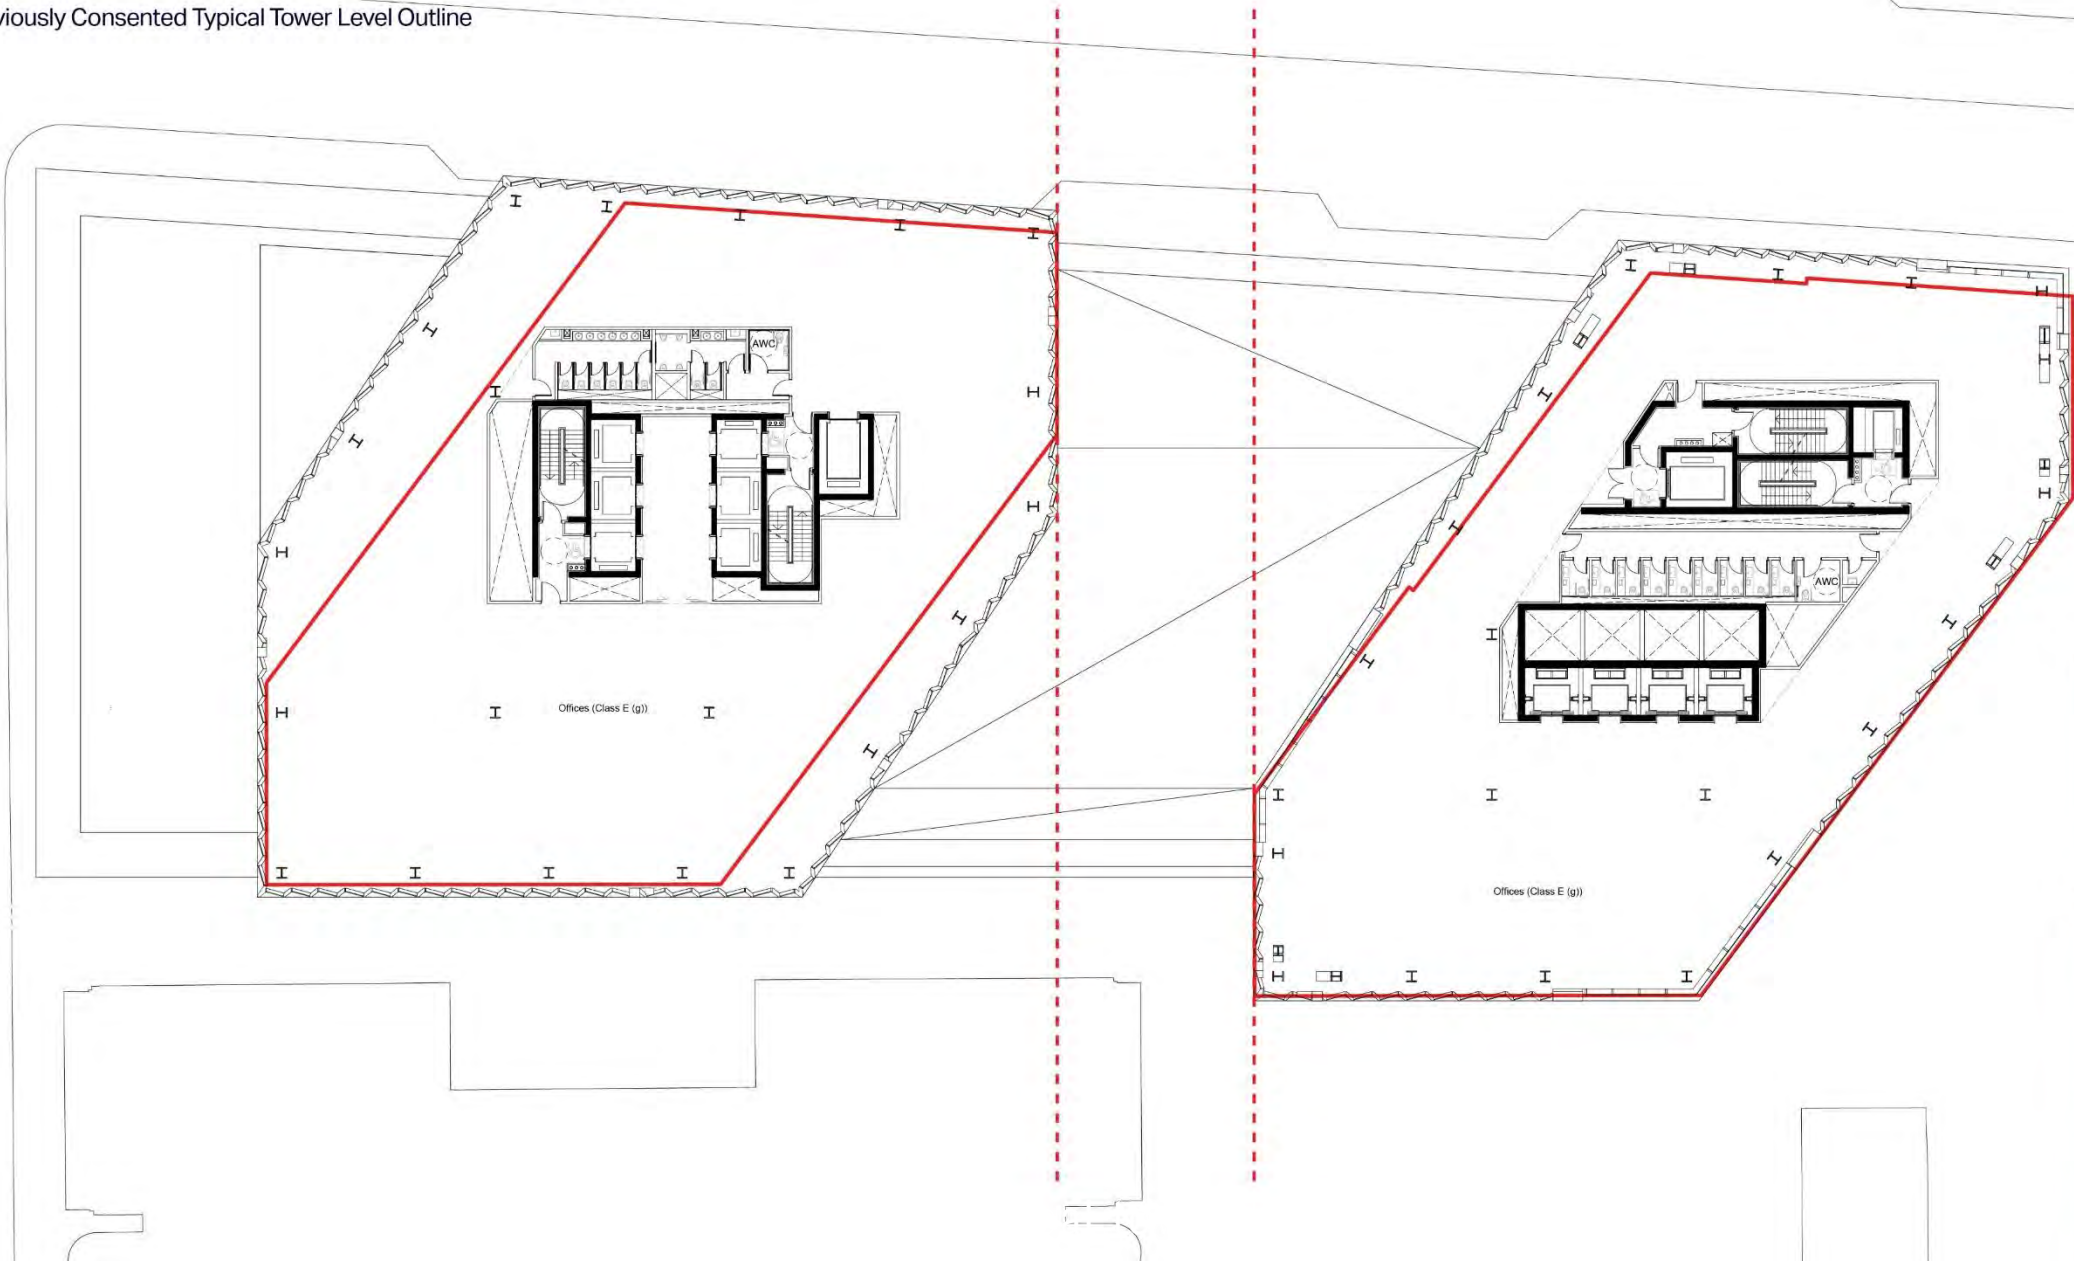 viously Consented Typical Tower Level Outline
AWC
AWC
Offices (Class E (g))
Offices (Class E (g))